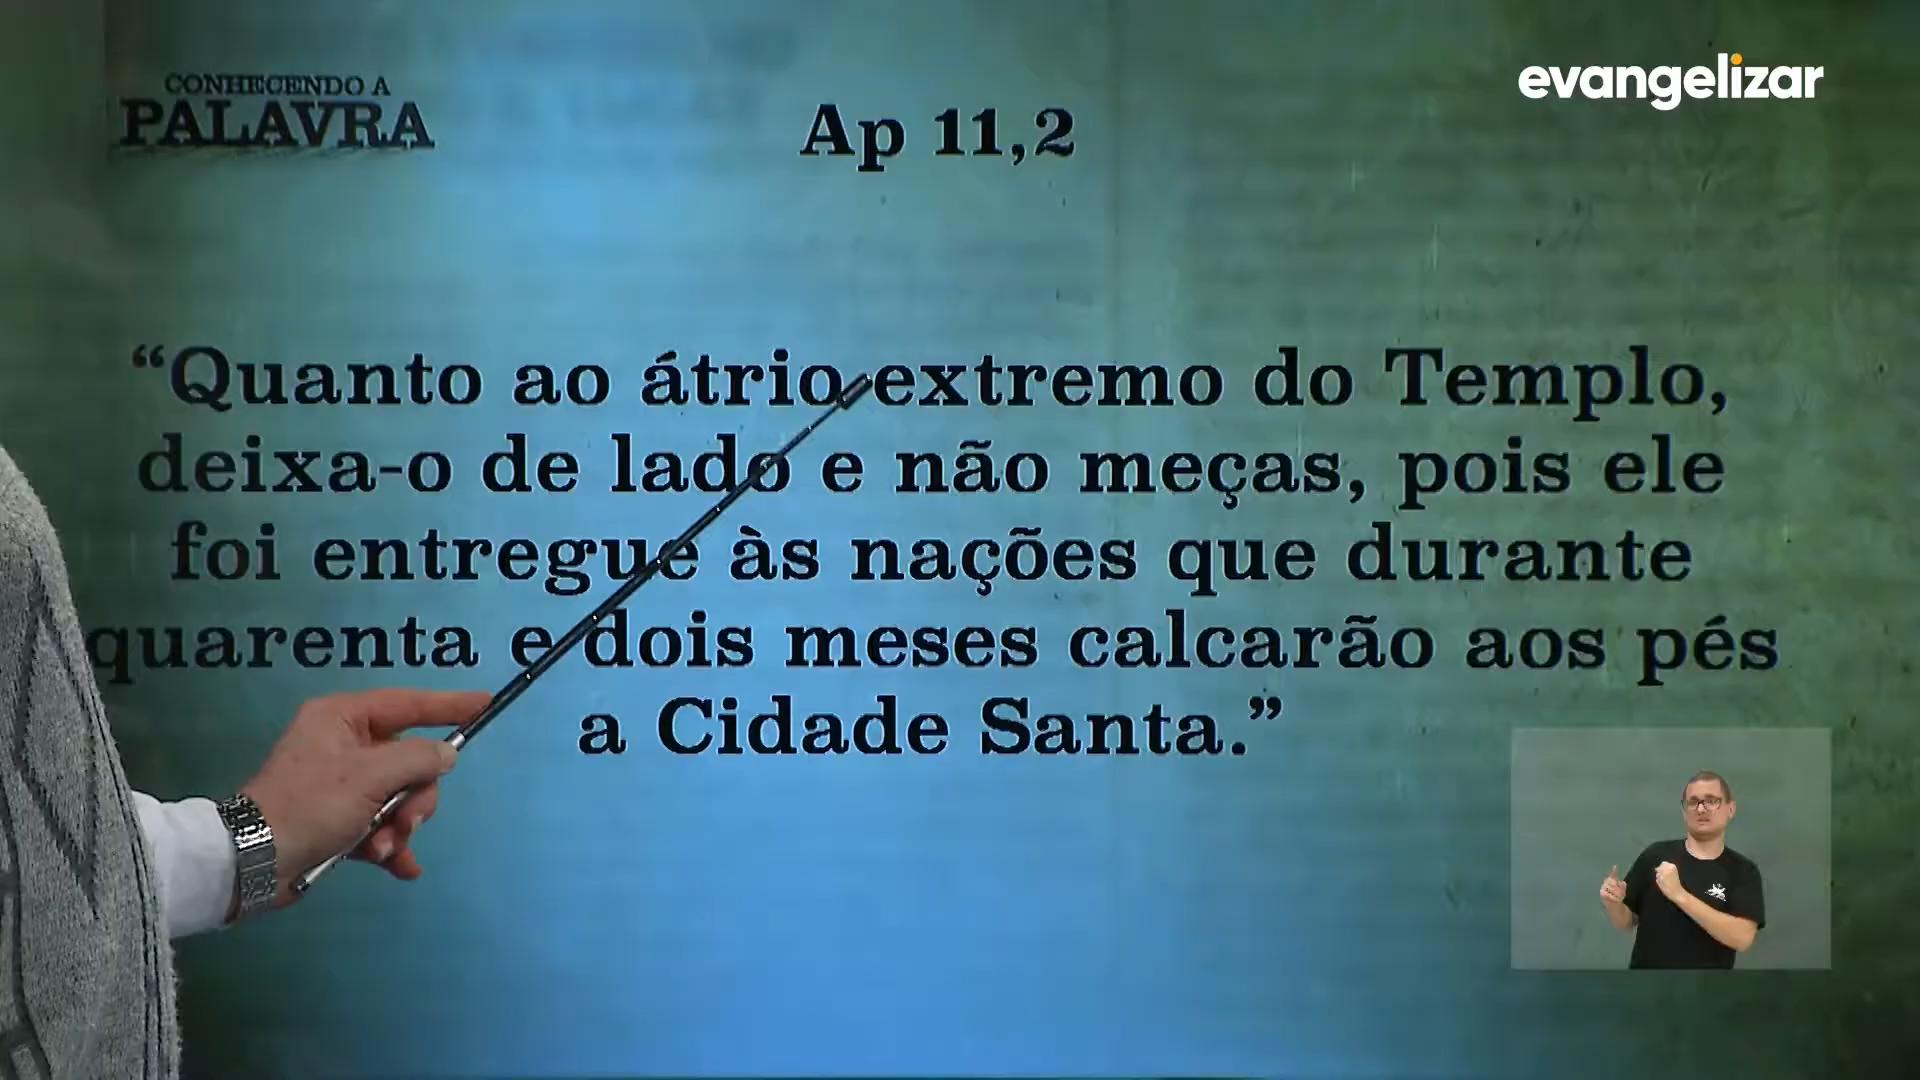 CONHECENDO A
PALAVRA
evangelizar
Ap 11,2
“Quanto ao átrio extremo do Templo,
deixa-o de lado e não meças, pois ele
foi entregue às nações que durante
quarenta e dois meses calcarão aos pés
a Cidade Santa.”